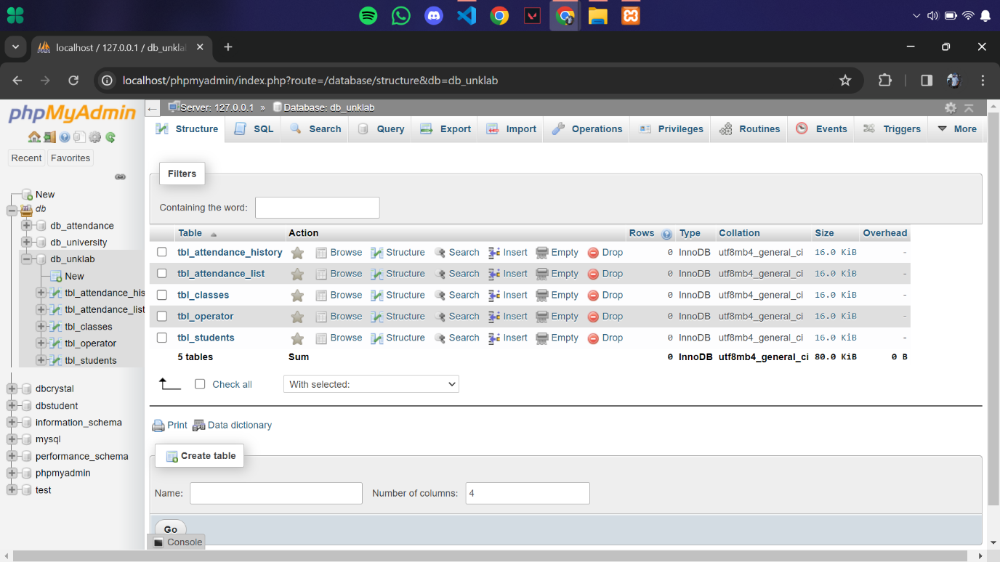 localhost / 127.0.0.1 / db_unkla
localhost/phpmyadmin/index.php?route=/database/structure&db=db_unklab
phpMyAdmin
Recent Favorites
New
db
db_attendance
db_university
db_unklab
New
tbl_attendance_his
tbl_attendance_list
tbl_classes
tbl_operator
tbl_students
dbcrystal
dbstudent
information_schema
mysql
performance_schema
phpmyadmin
test
Server: 127.0.0.1 » Database: db_unklab
Structure SQL Search Query Export Import Operations Privileges Routines Events Triggers More
Filters
Containing the word:
Table Action Rows Type Collation Size Overhead
tbl_attendance_history Browse Structure Search Insert Empty Drop 0 InnoDB utf8mb4_general_ci 16.0 KiB -
tbl_attendance_list Browse Structure Search Insert Empty Drop 0 InnoDB utf8mb4_general_ci 16.0 KiB -
tbl_classes Browse Structure Search Insert Empty Drop 0 InnoDB utf8mb4_general_ci 16.0 KiB -
tbl_operator Browse Structure Search Insert Empty Drop 0 InnoDB utf8mb4_general_ci 16.0 KiB -
tbl_students Browse Structure Search Insert Empty Drop 0 InnoDB utf8mb4_general_ci 16.0 KiB -
5 tables Sum 0 InnoDB utf8mb4_general_ci 80.0 KiB 0 B
Check all With selected:
Print Data dictionary
Create table
Name: Number of columns: 4
Go
Console